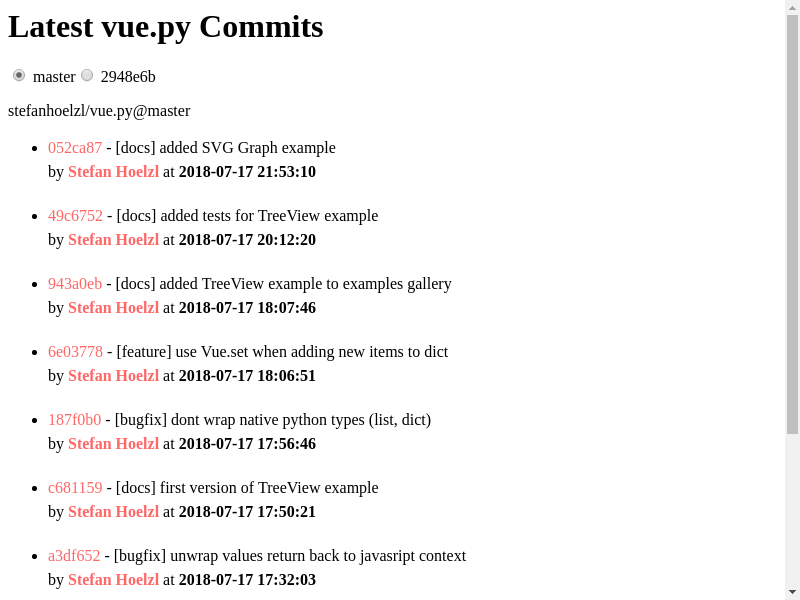 Latest vue.py Commits
master 2948e6b
stefanhoelzl/vue.py@master
052ca87 - [docs] added SVG Graph example
by Stefan Hoelzl at 2018-07-17 21:53:10
49c6752 - [docs] added tests for TreeView example
by Stefan Hoelzl at 2018-07-17 20:12:20
943a0eb - [docs] added TreeView example to examples gallery
by Stefan Hoelzl at 2018-07-17 18:07:46
6e03778 - [feature] use Vue.set when adding new items to dict
by Stefan Hoelzl at 2018-07-17 18:06:51
187f0b0 - [bugfix] dont wrap native python types (list, dict)
by Stefan Hoelzl at 2018-07-17 17:56:46
c681159 - [docs] first version of TreeView example
by Stefan Hoelzl at 2018-07-17 17:50:21
a3df652 - [bugfix] unwrap values return back to javasript context
by Stefan Hoelzl at 2018-07-17 17:32:03